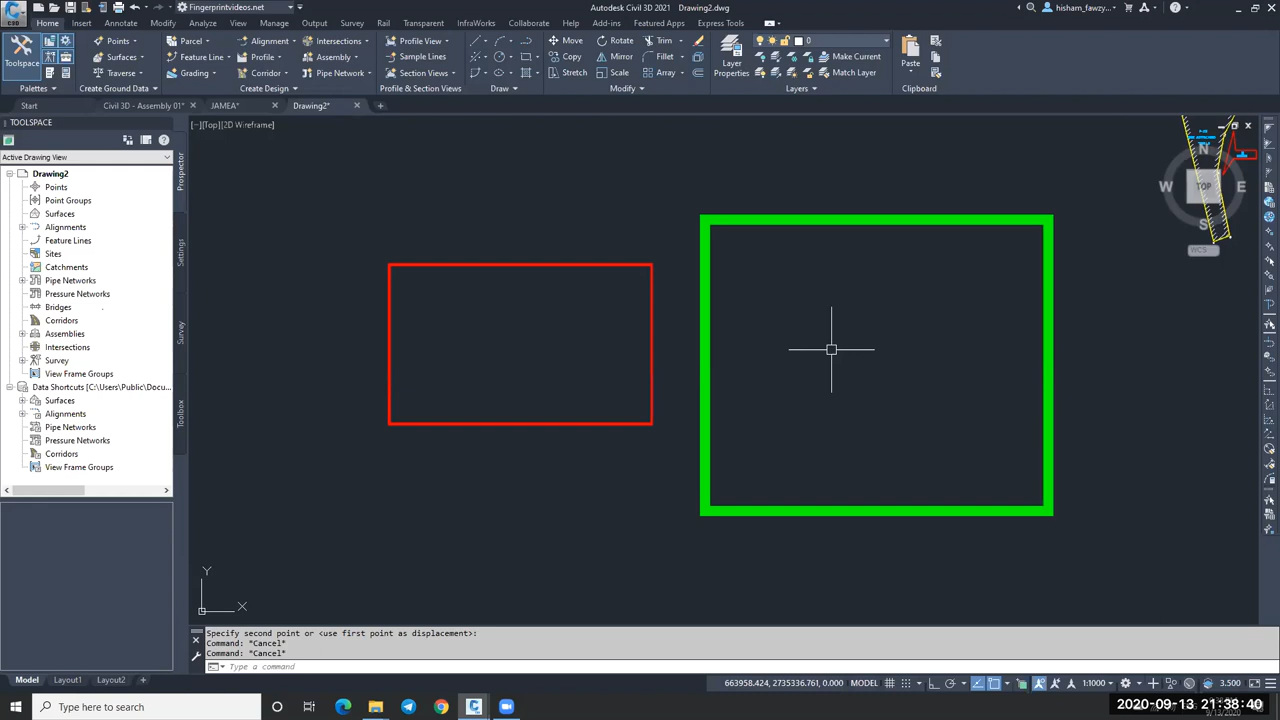 Fingerprintvideos.net
Autodesk Civil 3D 2021 Drawing2.dwg
hisham_fawzy...
C3D
Home Insert Annotate Modify Analyze View Manage Output Survey Rail Transparent InfraWorks Collaborate Help Add-ins Featured Apps Express Tools
Toolspace
Points
Surfaces
Traverse
Parcel
Feature Line
Grading
Alignment
Profile
Corridor
Intersections
Assembly
Pipe Network
Profile View
Sample Lines
Section Views
Move
Copy
Stretch
Rotate
Mirror
Scale
Trim
Fillet
Array
Layer
Properties
0
Make Current
Match Layer
Paste
Palettes
Create Ground Data
Create Design
Profile & Section Views
Draw
Modify
Layers
Clipboard
Start
Civil 3D - Assembly 01*
JAMEA*
Drawing2*
TOOLSPACE
Active Drawing View
Drawing2
Points
Point Groups
Surfaces
Alignments
Feature Lines
Sites
Catchments
Pipe Networks
Pressure Networks
Bridges
Corridors
Assemblies
Intersections
Survey
View Frame Groups
Data Shortcuts [C:\Users\Public\Docu...
Surfaces
Alignments
Pipe Networks
Pressure Networks
Corridors
View Frame Groups
Prospector
Settings
Survey
Toolbox
[−][Top][2D Wireframe]
N
W
TOP
E
S
WCS
Y
X
Specify second point or <use first point as displacement>:
Command: *Cancel*
Command: *Cancel*
Type a command
Model Layout1 Layout2
663958.424, 2735336.761, 0.000 MODEL
1:1000
3.500
Type here to search
2020-09-13 21:38:40